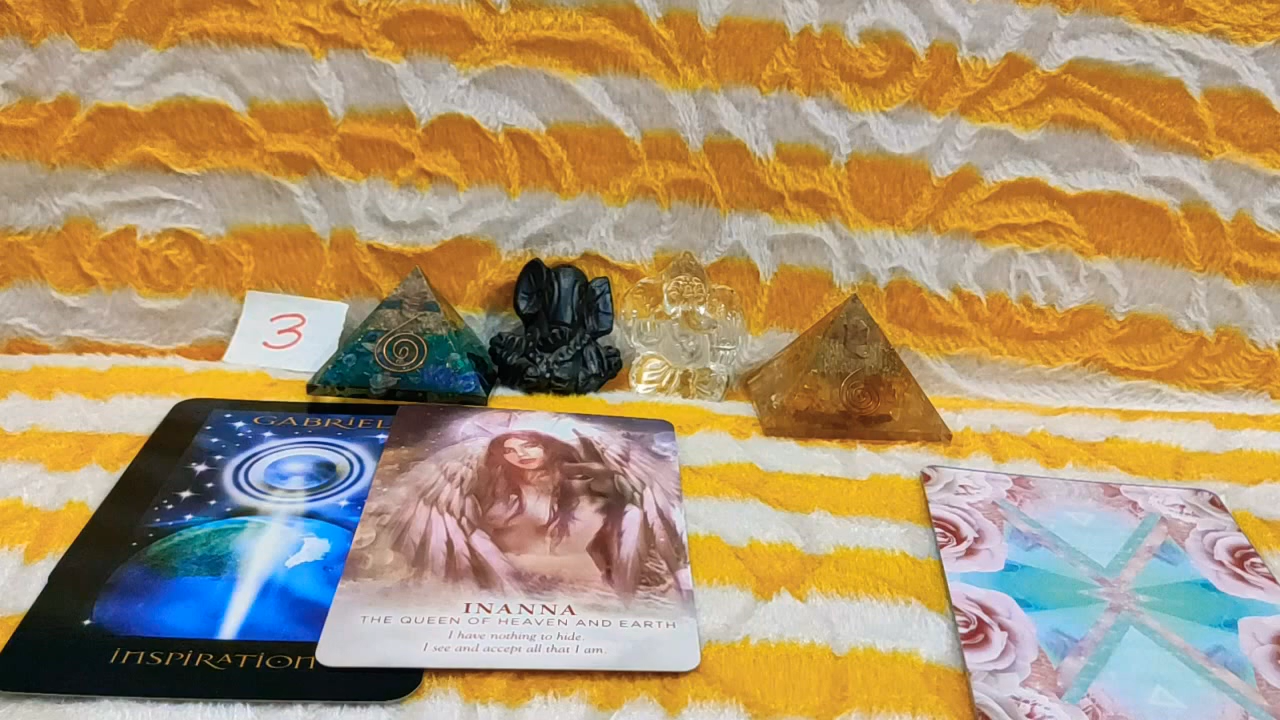 3
GABRIEL
INSPIRATION
INANNA
THE QUEEN OF HEAVEN AND EARTH
I have nothing to hide.
I see and accept all that I am.